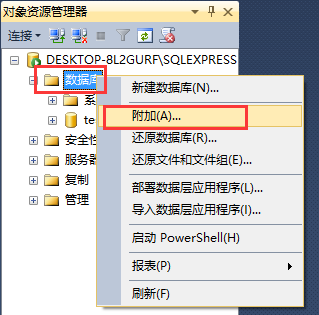 对象资源管理器
连接
DESKTOP-8L2GURF\SQLEXPRESS
数据库
系
te
安全性
服务器
复制
管理
新建数据库(N)...
附加(A)...
还原数据库(R)...
还原文件和文件组(E)...
部署数据层应用程序(L)...
导入数据层应用程序(I)...
启动 PowerShell(H)
报表(P)
刷新(F)